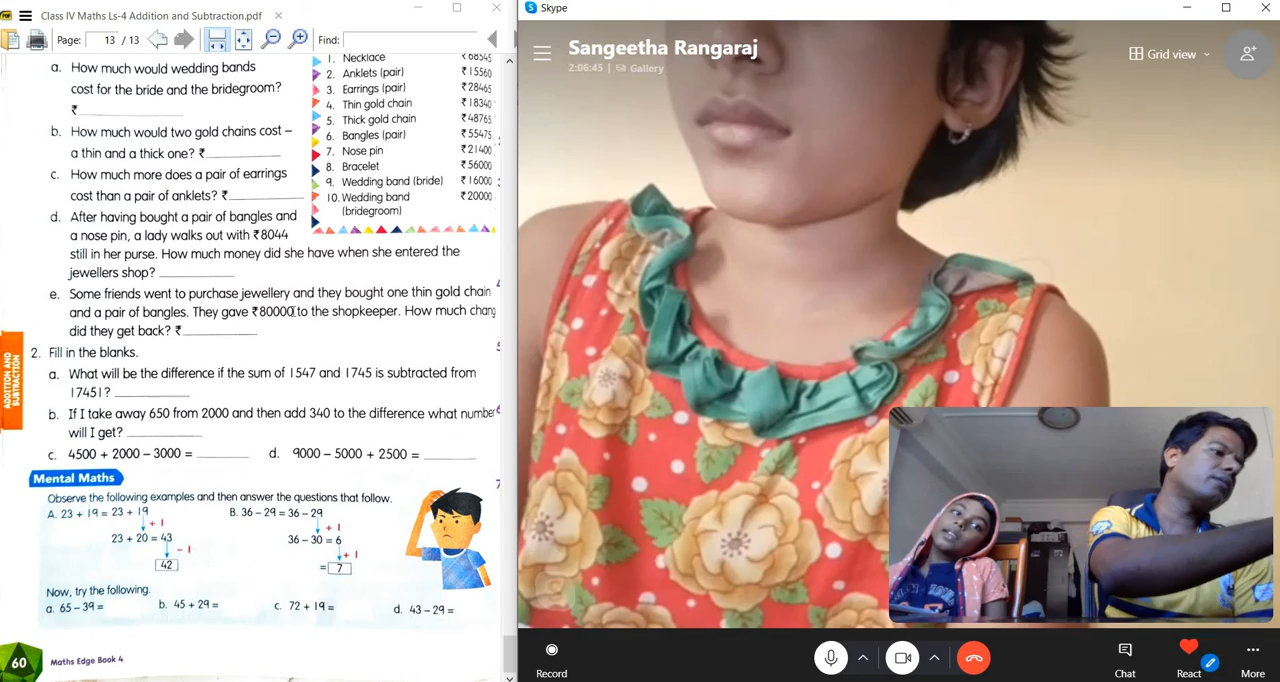 Class IV Maths Ls-4 Addition and Subtraction.pdf
Skype
Page: 13 / 13
Find:
Sangeetha Rangaraj
2:06:45 | Gallery
Grid view
a. How much would wedding bands
cost for the bride and the bridegroom?
₹
b. How much would two gold chains cost –
a thin and a thick one? ₹
c. How much more does a pair of earrings
cost than a pair of anklets? ₹
d. After having bought a pair of bangles and
a nose pin, a lady walks out with ₹8044
still in her purse. How much money did she have when she entered the
jewellers shop?
e. Some friends went to purchase jewellery and they bought one thin gold chain
and a pair of bangles. They gave ₹80000 to the shopkeeper. How much chang
did they get back? ₹
1. Necklace ₹68545
2. Anklets (pair) ₹15560
3. Earrings (pair) ₹28465
4. Thin gold chain ₹18340
5. Thick gold chain ₹48765
6. Bangles (pair) ₹55475
7. Nose pin ₹21400
8. Bracelet ₹56000
9. Wedding band (bride) ₹16000
10. Wedding band ₹20000
(bridegroom)
ADDITION AND
SUBTRACTION
2. Fill in the blanks.
a. What will be the difference if the sum of 1547 and 1745 is subtracted from
17451?
b. If I take away 650 from 2000 and then add 340 to the difference what number
will I get?
c. 4500 + 2000 – 3000 = d. 9000 – 5000 + 2500 =
Mental Maths
Observe the following examples and then answer the questions that follow.
A. 23 + 19 = 23 + 19 B. 36 – 29 = 36 – 29
+ 1 + 1
23 + 20 = 43 36 – 30 = 6
– 1 + 1
42 = 7
Now, try the following.
a. 65 – 39 = b. 45 + 29 = c. 72 + 19 = d. 43 – 29 =
60 Maths Edge Book 4
Record
Chat
React
More